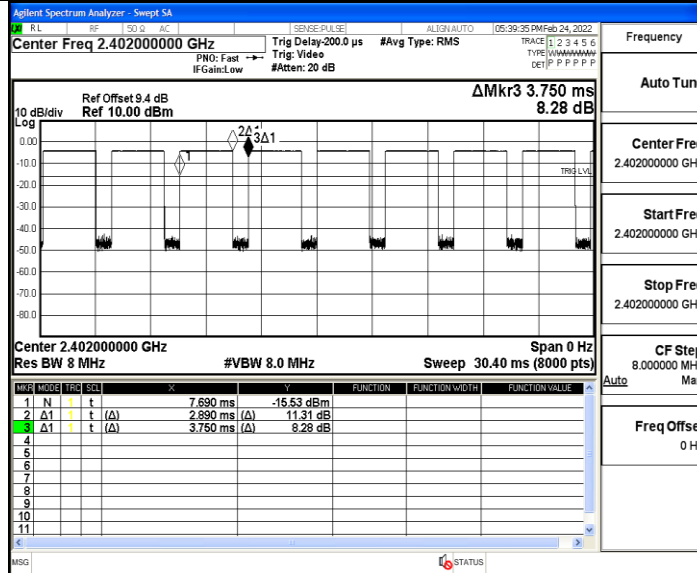 Agilent Spectrum Analyzer - Swept SA
RL RF 50 Ω AC SENSE:PULSE ALIGN AUTO 05:39:35 PM Feb 24, 2022
Center Freq 2.402000000 GHz
PNO: Fast
IFGain:Low
Trig Delay-200.0 µs
Trig: Video
#Atten: 20 dB
#Avg Type: RMS
TRACE 1 2 3 4 5 6
TYPE WWWWWW
DET P P P P P P
ΔMkr3 3.750 ms
8.28 dB
Ref Offset 9.4 dB
10 dB/div Ref 10.00 dBm
Log
0.00
-10.0
-20.0
-30.0
-40.0
-50.0
-60.0
-70.0
-80.0
1
2Δ1
3Δ1
TRIG LVL
Center 2.402000000 GHz Span 0 Hz
Res BW 8 MHz #VBW 8.0 MHz Sweep 30.40 ms (8000 pts)
MKR MODE TRC SCL X Y FUNCTION FUNCTION WIDTH FUNCTION VALUE
1 N 1 t 7.690 ms -15.53 dBm
2 Δ1 1 t (Δ) 2.890 ms (Δ) 11.31 dB
3 Δ1 1 t (Δ) 3.750 ms (Δ) 8.28 dB
4
5
6
7
8
9
10
11
MSG STATUS
Frequency
Auto Tun
Center Fre
2.402000000 GH
Start Fre
2.402000000 GH
Stop Fre
2.402000000 GH
CF Step
8.000000 MH
Auto Ma
Freq Offse
0 H